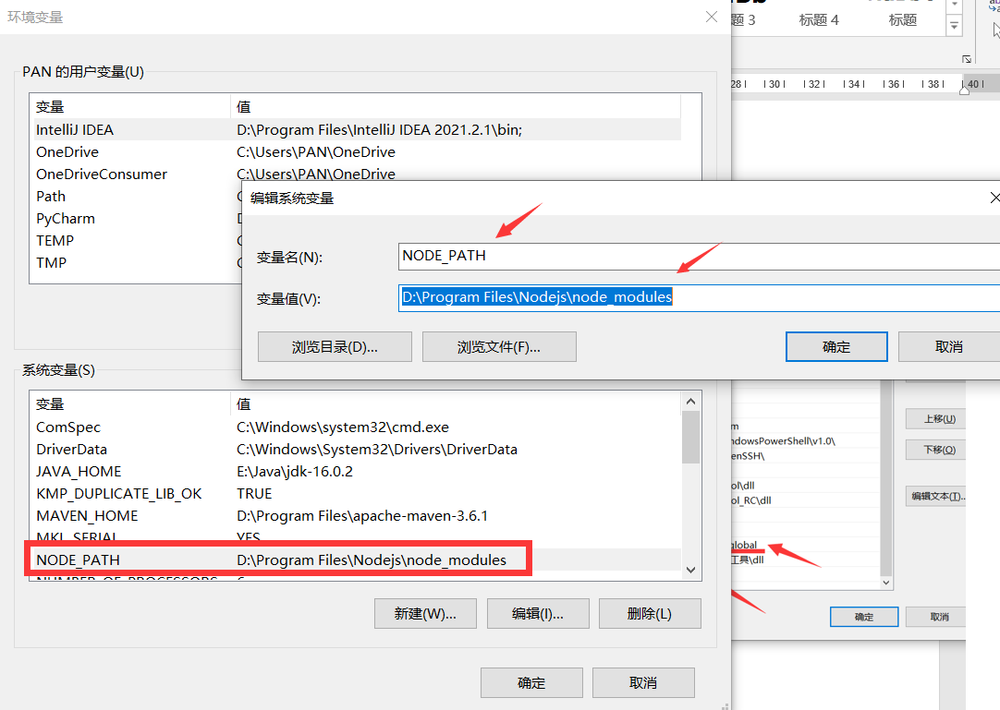 环境变量
题 3
标题 4
标题
28 30 32 34 36 38 40
PAN 的用户变量(U)
变量 值
IntelliJ IDEA D:\Program Files\IntelliJ IDEA 2021.2.1\bin;
OneDrive C:\Users\PAN\OneDrive
OneDriveConsumer C:\Users\PAN\OneDrive
Path
PyCharm
TEMP
TMP
编辑系统变量
变量名(N): NODE_PATH
变量值(V): D:\Program Files\Nodejs\node_modules
浏览目录(D)... 浏览文件(F)... 确定 取消
系统变量(S)
变量 值
ComSpec C:\Windows\system32\cmd.exe
DriverData C:\Windows\System32\Drivers\DriverData
JAVA_HOME E:\Java\jdk-16.0.2
KMP_DUPLICATE_LIB_OK TRUE
MAVEN_HOME D:\Program Files\apache-maven-3.6.1
MKL_SERIAL YES
NODE_PATH D:\Program Files\Nodejs\node_modules
NUMBER_OF_PROCESSORS 6
新建(W)... 编辑(I)... 删除(L)
确定 取消
ndowsPowerShell\v1.0\
enSSH\
ol\dll
ol_RC\dll
global
工具\dll
上移(U)
下移(O)
编辑文本(T)...
确定 取消